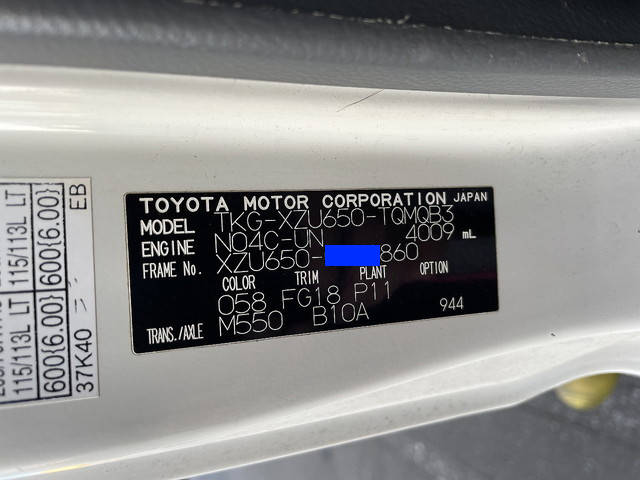 TOYOTA MOTOR CORPORATION JAPAN
MODEL TKG-XZU650-TQMQB3
ENGINE N04C-UN 4009 mL
FRAME No. XZU650- 860
COLOR TRIM PLANT OPTION
058 FG18 P11
TRANS./AXLE M550 B10A 944
115/113L LT 115/113L LT
600{6.00} 600{6.00}
37K40 EB